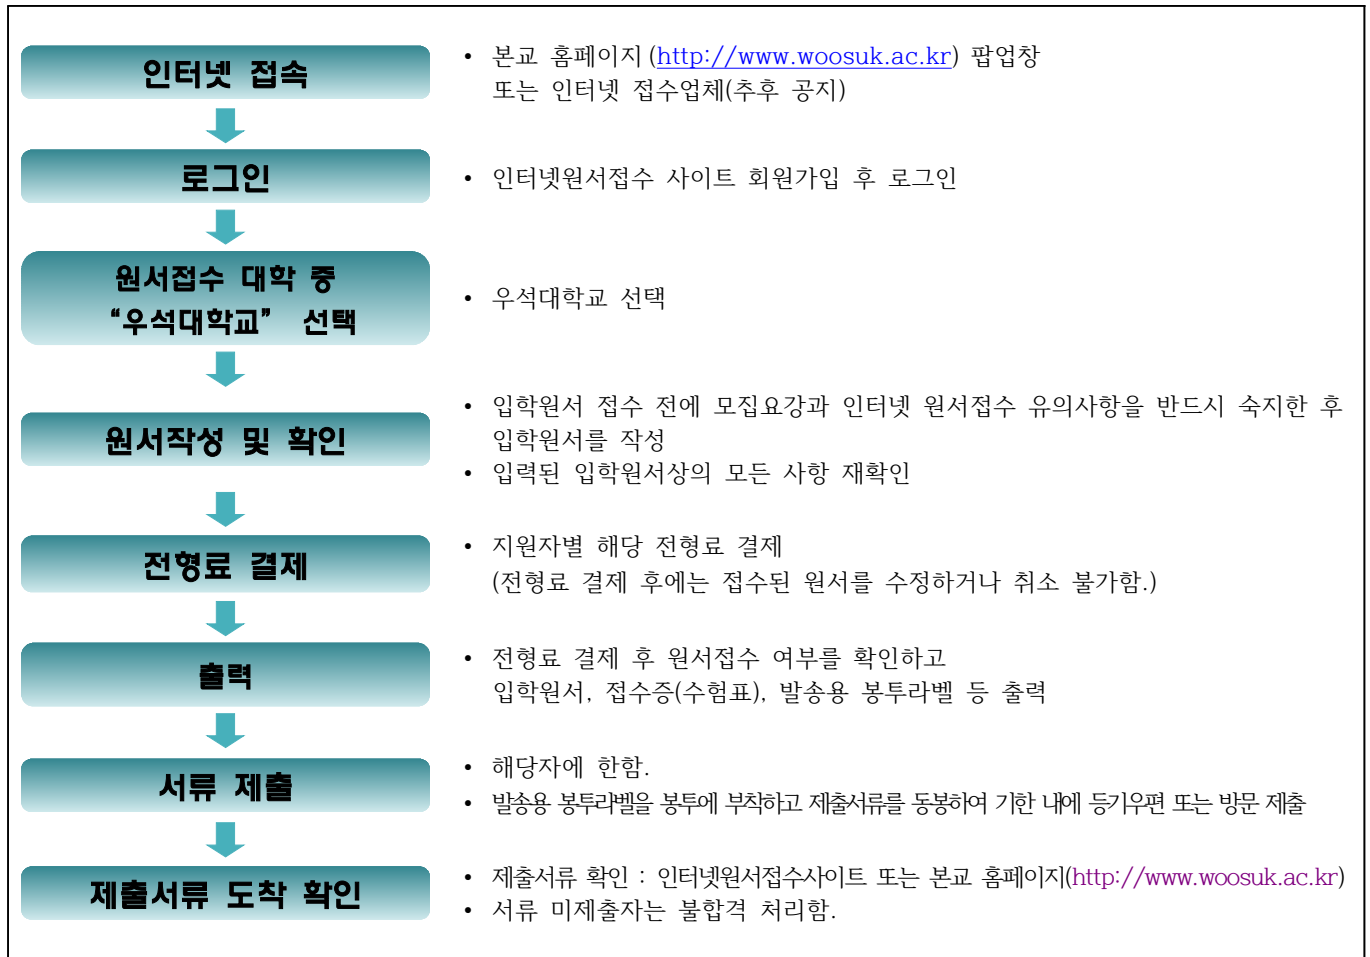 인터넷 접속
• 본교 홈페이지 (http://www.woosuk.ac.kr) 팝업창
또는 인터넷 접수업체(추후 공지)
로그인
• 인터넷원서접수 사이트 회원가입 후 로그인
원서접수 대학 중
“우석대학교” 선택
• 우석대학교 선택
원서작성 및 확인
• 입학원서 접수 전에 모집요강과 인터넷 원서접수 유의사항을 반드시 숙지한 후
입학원서를 작성
• 입력된 입학원서상의 모든 사항 재확인
전형료 결제
• 지원자별 해당 전형료 결제
(전형료 결제 후에는 접수된 원서를 수정하거나 취소 불가함.)
출력
• 전형료 결제 후 원서접수 여부를 확인하고
입학원서, 접수증(수험표), 발송용 봉투라벨 등 출력
서류 제출
• 해당자에 한함.
• 발송용 봉투라벨을 봉투에 부착하고 제출서류를 동봉하여 기한 내에 등기우편 또는 방문 제출
제출서류 도착 확인
• 제출서류 확인 : 인터넷원서접수사이트 또는 본교 홈페이지(http://www.woosuk.ac.kr)
• 서류 미제출자는 불합격 처리함.